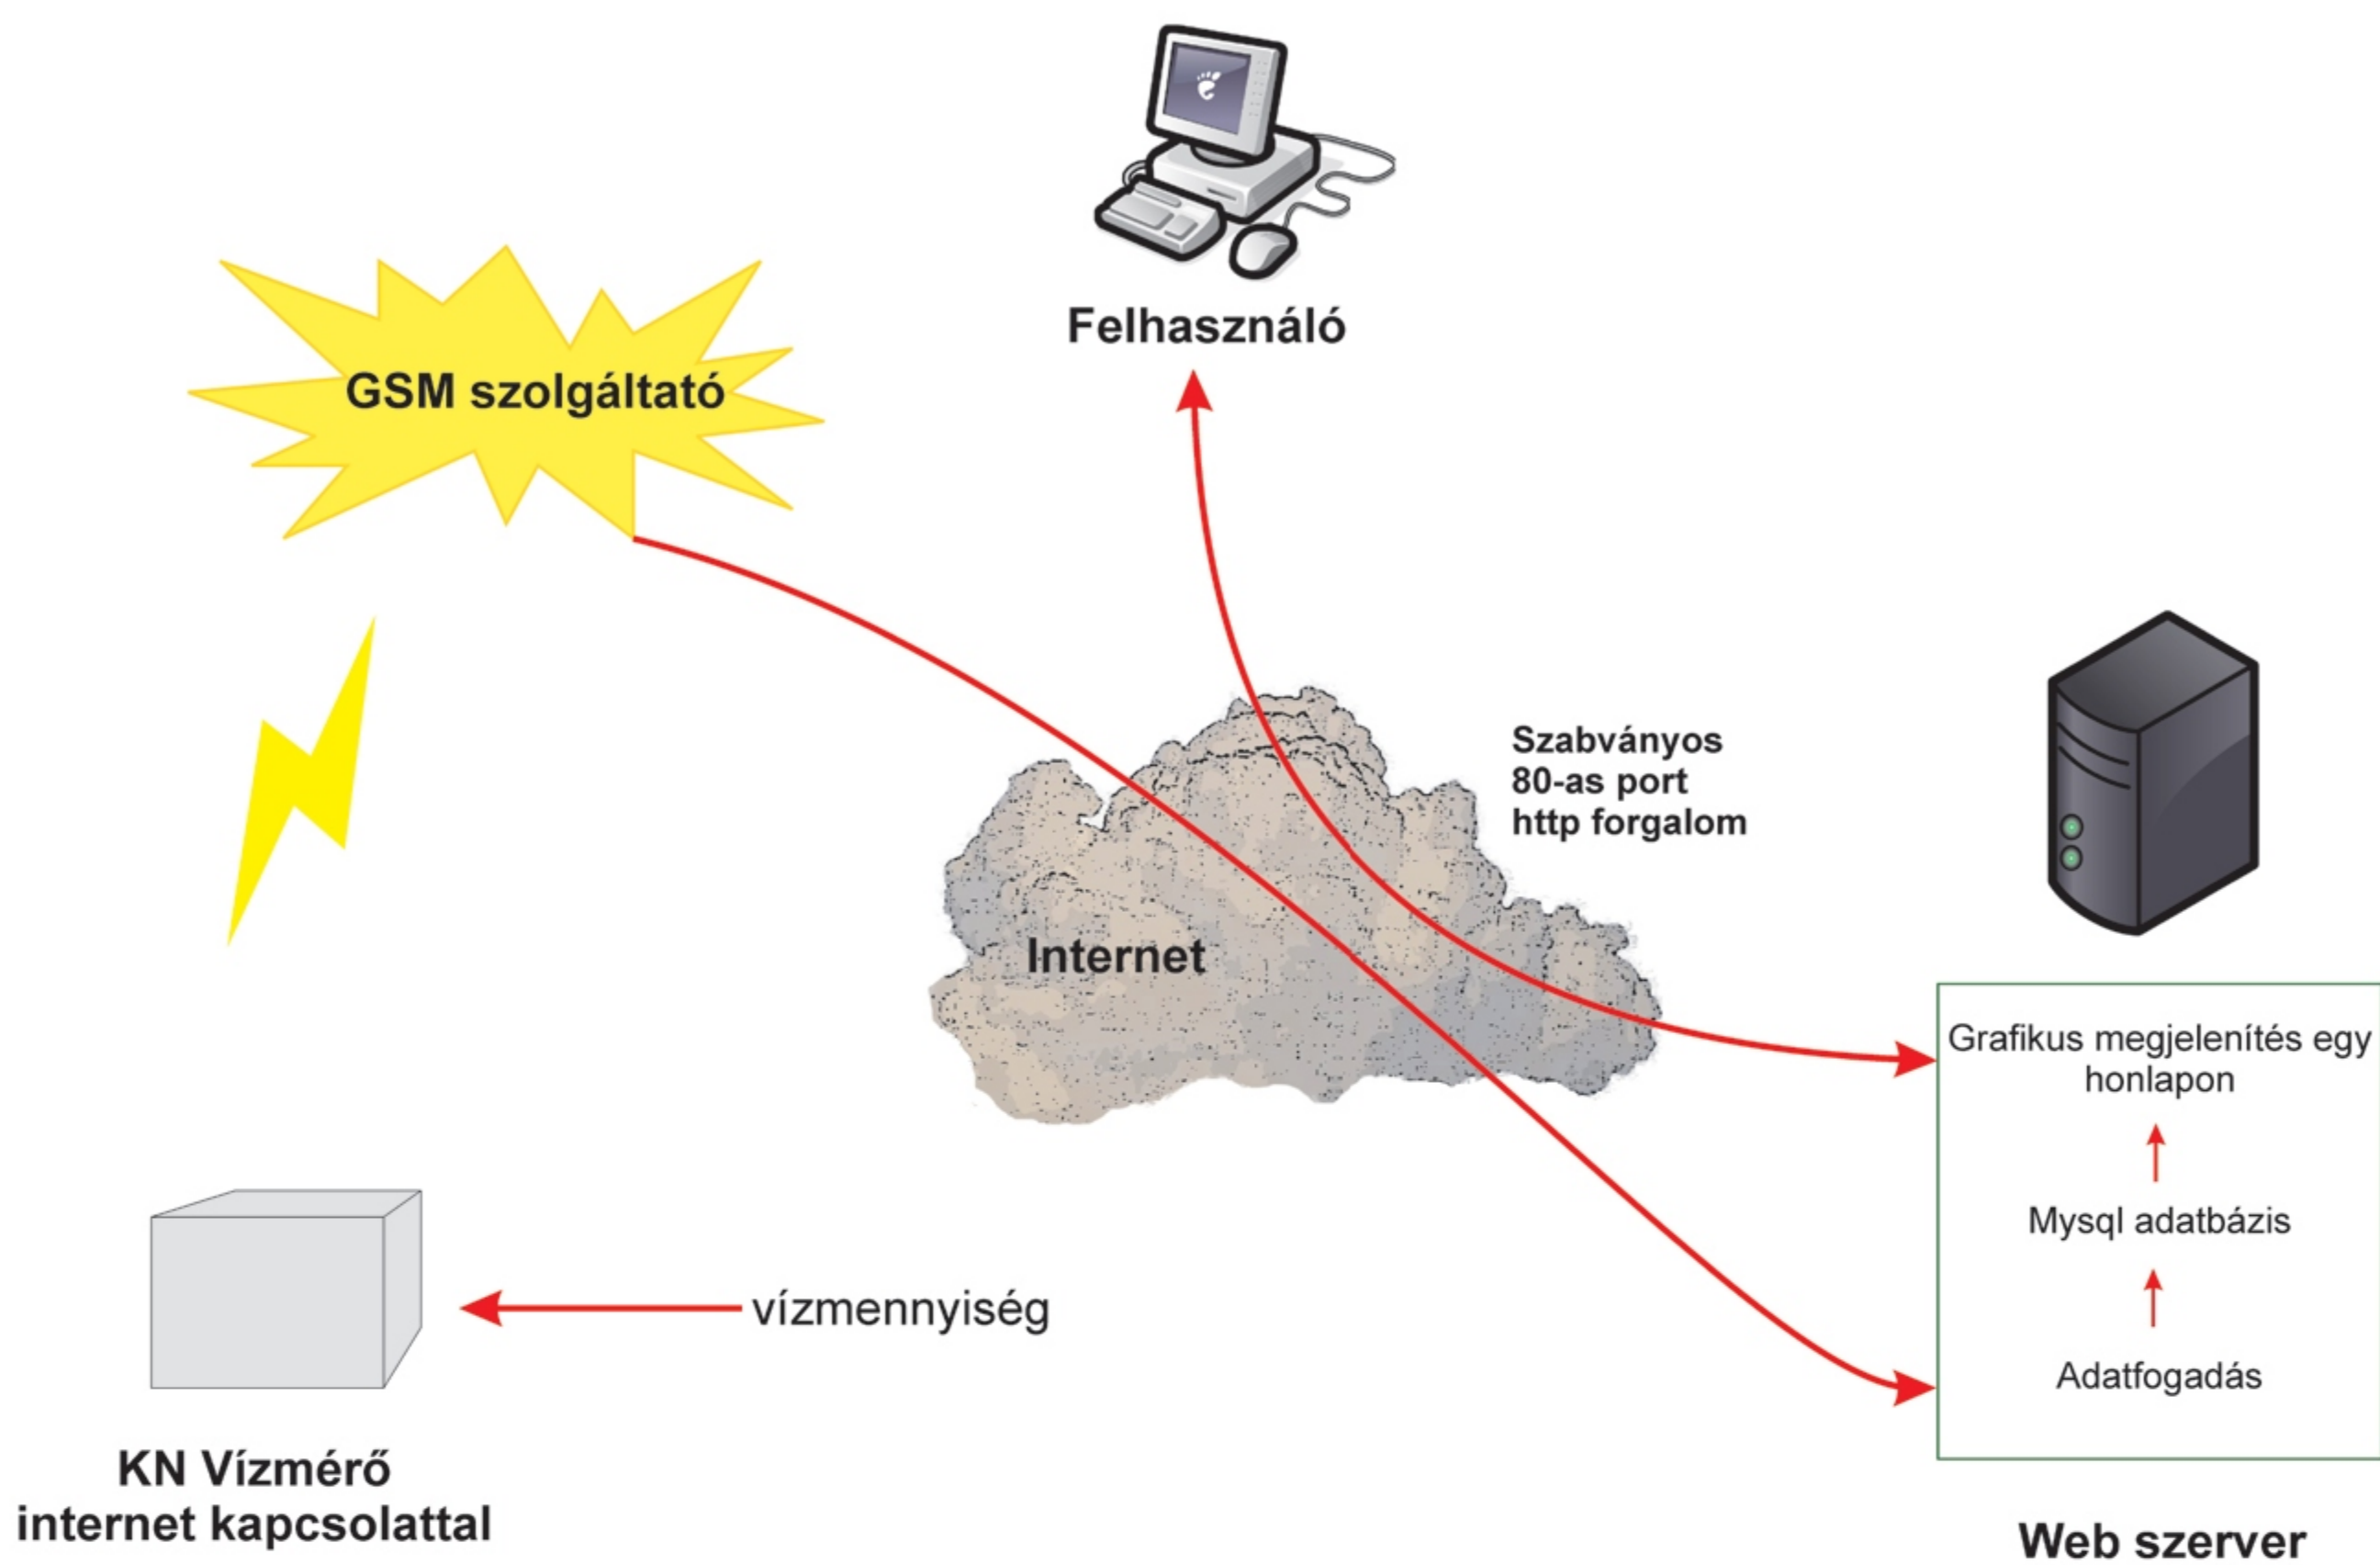 Felhasználó
GSM szolgáltató
Szabványos
80-as port
http forgalom
Internet
Grafikus megjelenítés egy
honlapon
Mysql adatbázis
Adatfogadás
vízmennyiség
KN Vízmérő
internet kapcsolattal
Web szerver